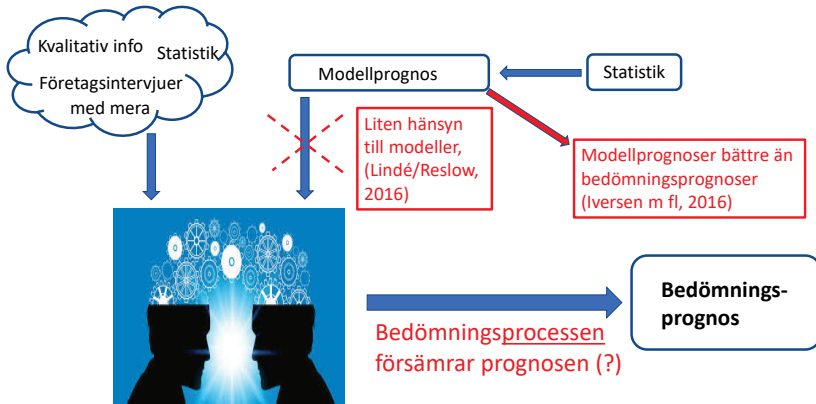 Kvalitativ info
Statistik
Företagsintervjuer
med mera
Modellprognos
Statistik
Liten hänsyn
till modeller,
(Lindé/Reslow,
2016)
Modellprognoser bättre än
bedömningsprognoser
(Iversen m fl, 2016)
Bedömnings-
prognos
Bedömningsprocessen
försämrar prognosen (?)